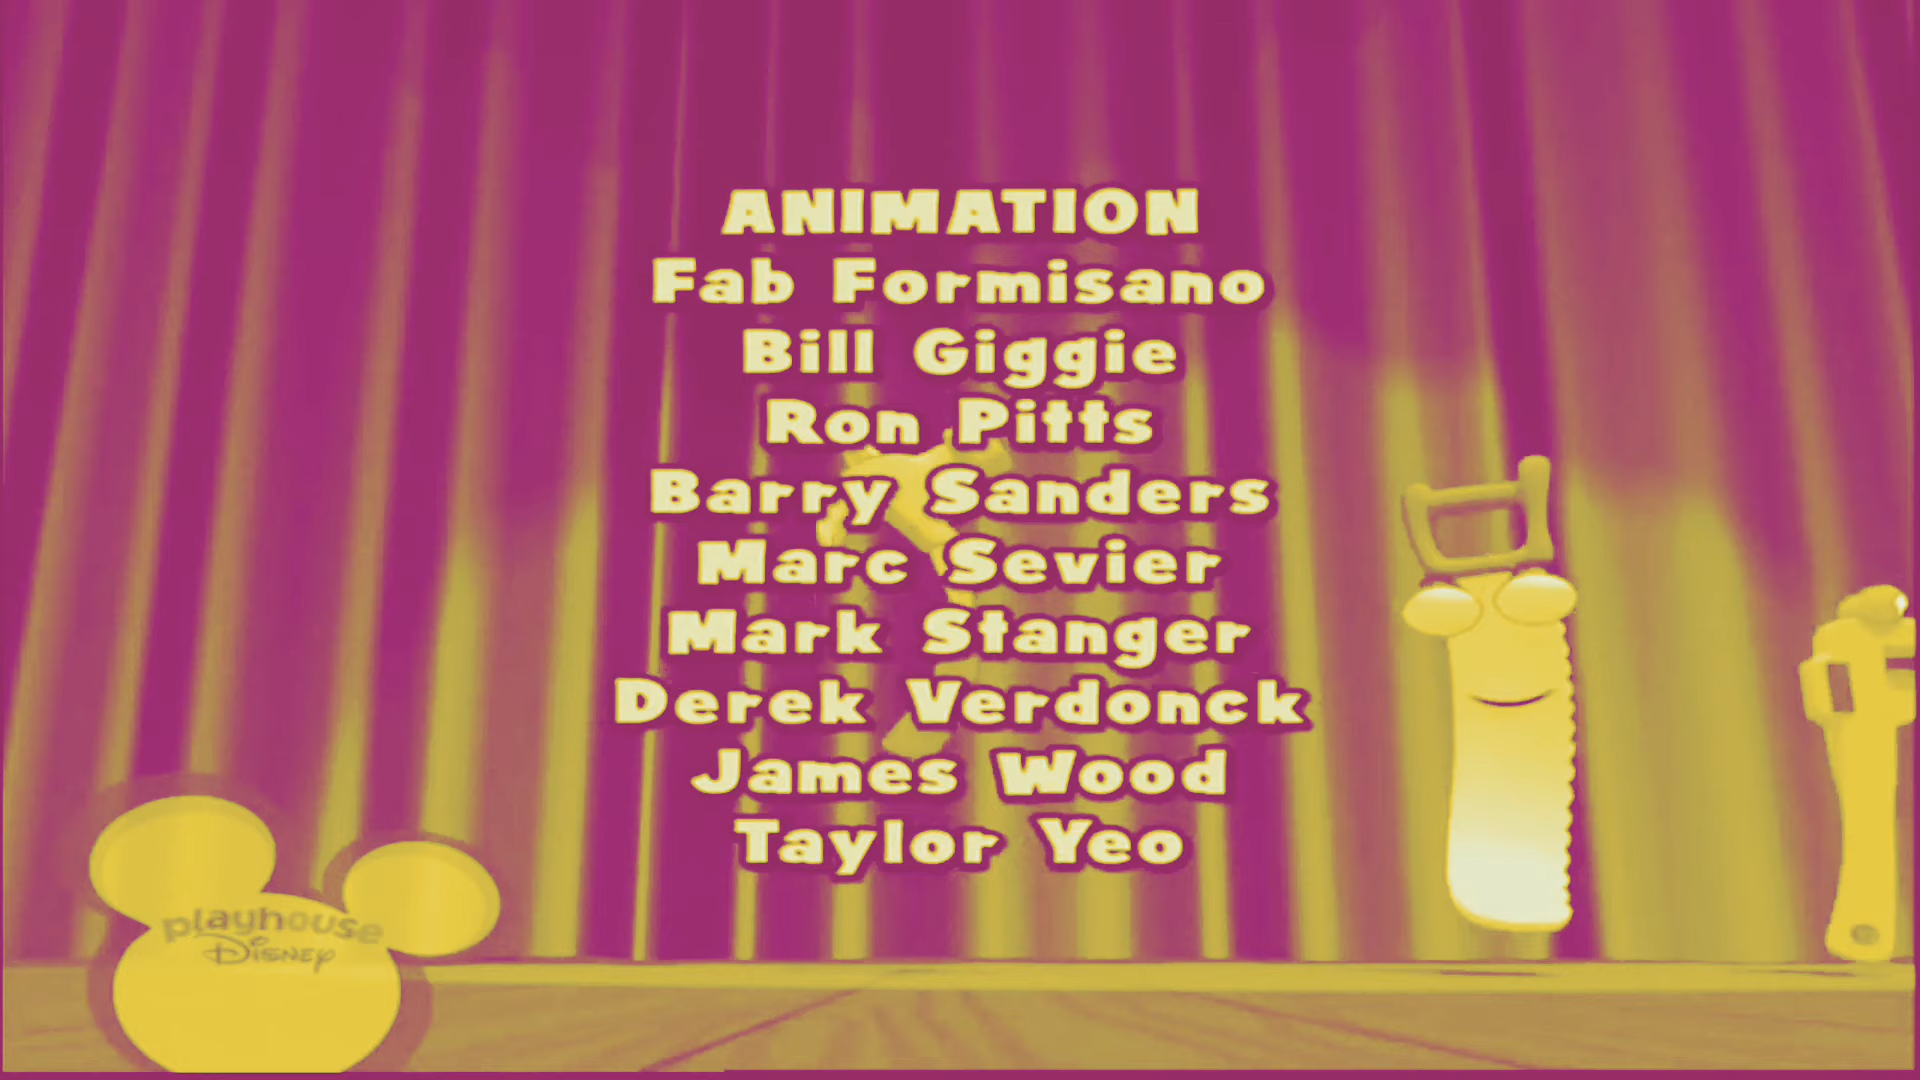 ANIMATION
Fab Formisano
Bill Giggie
Ron Pitts
Barry Sanders
Marc Sevier
Mark Stanger
Derek Verdonck
James Wood
Taylor Yeo
playhouse
Disney